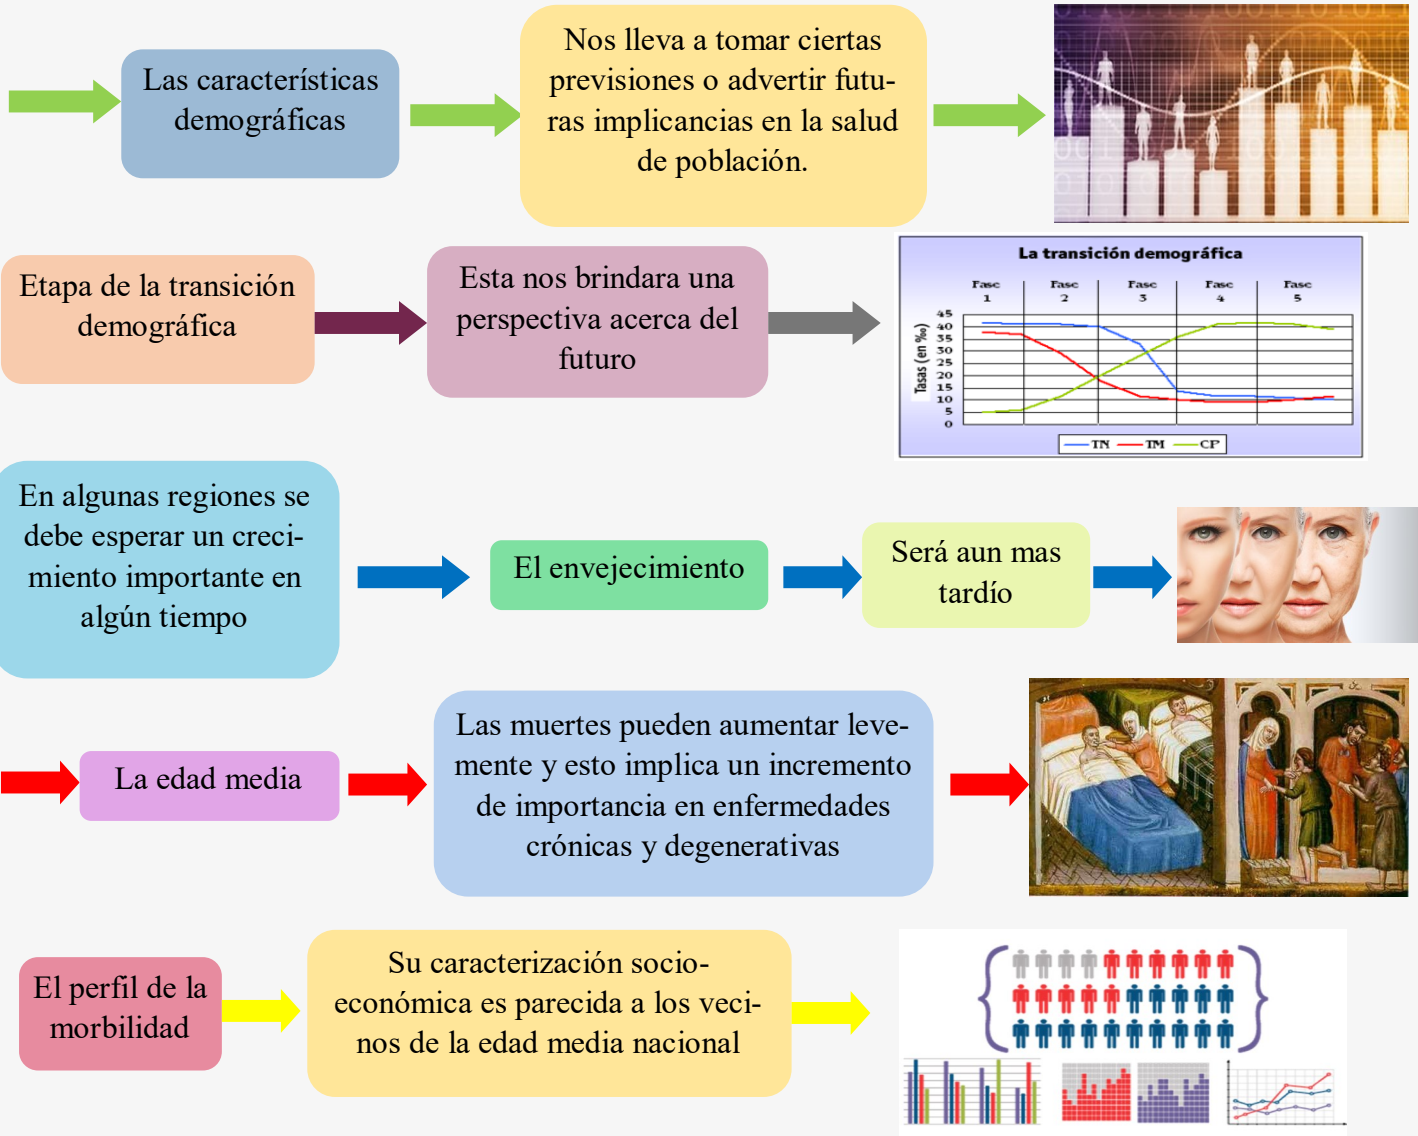 Las características
demográficas
Nos lleva a tomar ciertas
previsiones o advertir futu-
ras implicancias en la salud
de población.
Etapa de la transición
demográfica
Esta nos brindara una
perspectiva acerca del
futuro
La transición demográfica
Fase Fase Fase Fase Fase
1 2 3 4 5
Tasas (en ‰)
45
40
35
30
25
20
15
10
5
0
TN TM CP
En algunas regiones se
debe esperar un creci-
miento importante en
algún tiempo
El envejecimiento
Será aun mas
tardío
La edad media
Las muertes pueden aumentar leve-
mente y esto implica un incremento
de importancia en enfermedades
crónicas y degenerativas
El perfil de la
morbilidad
Su caracterización socio-
económica es parecida a los veci-
nos de la edad media nacional